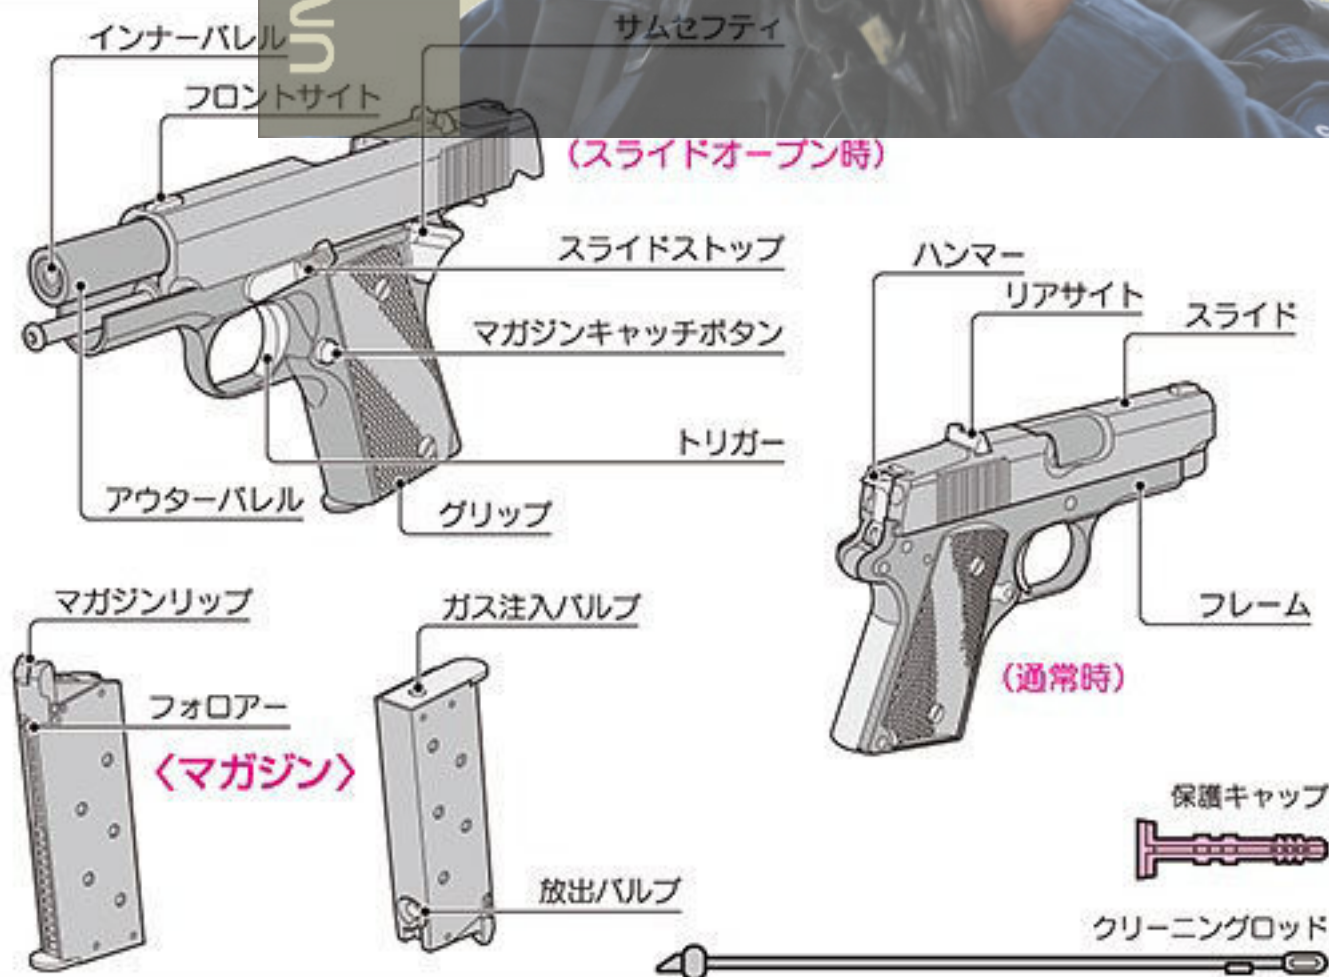 インナーバレル
サムセフティ
フロントサイト
(スライドオープン時)
スライドストップ
マガジンキャッチボタン
トリガー
アウターバレル
グリップ
ハンマー
リアサイト
スライド
フレーム
(通常時)
マガジンリップ
ガス注入バルブ
フォロアー
〈マガジン〉
放出バルブ
保護キャップ
クリーニングロッド